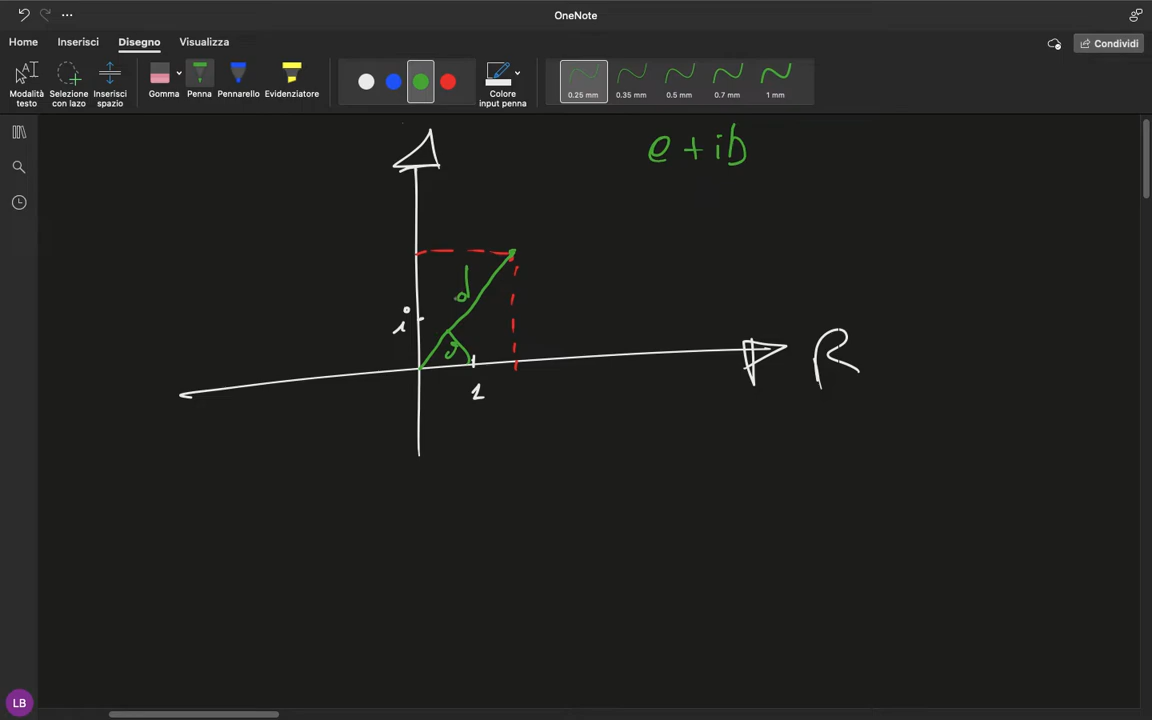 OneNote
Home Inserisci Disegno Visualizza
Condividi
Modalità testo
Selezione con lazo
Inserisci spazio
Gomma
Penna
Pennarello
Evidenziatore
Colore input penna
0.25 mm 0.35 mm 0.5 mm 0.7 mm 1 mm
e + ib
d
i
ϑ
1
R
LB